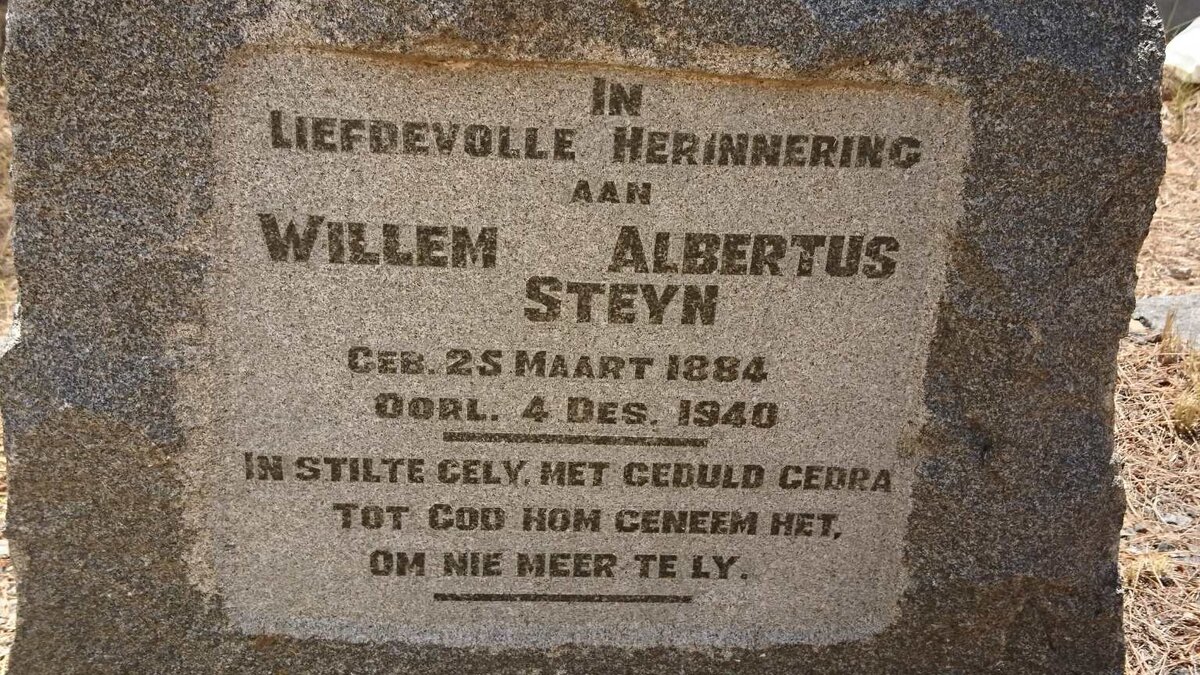 IN
LIEFDEVOLLE HERINNERING
AAN
WILLEM ALBERTUS
STEYN
GEB. 25 MAART 1884
OORL. 4 DES. 1940
IN STILTE GELY, MET GEDULD GEDRA
TOT GOD HOM GENEEM HET,
OM NIE MEER TE LY.